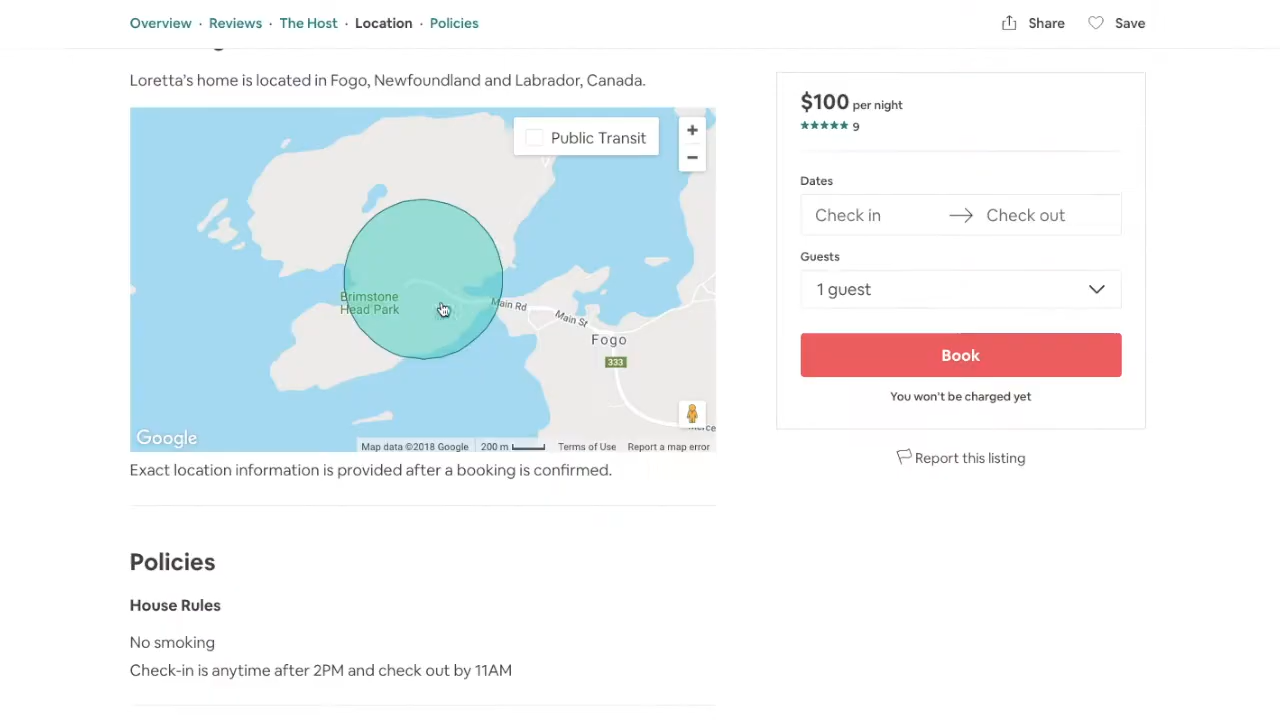 Overview · Reviews · The Host · Location · Policies
Share
Save
Loretta's home is located in Fogo, Newfoundland and Labrador, Canada.
Public Transit
+
−
Brimstone
Head Park
Main Rd
Main St
Fogo
333
Google
Map data ©2018 Google
200 m
Terms of Use
Report a map error
Exact location information is provided after a booking is confirmed.
Policies
House Rules
No smoking
Check-in is anytime after 2PM and check out by 11AM
$100 per night
★★★★★ 9
Dates
Check in → Check out
Guests
1 guest
Book
You won't be charged yet
Report this listing